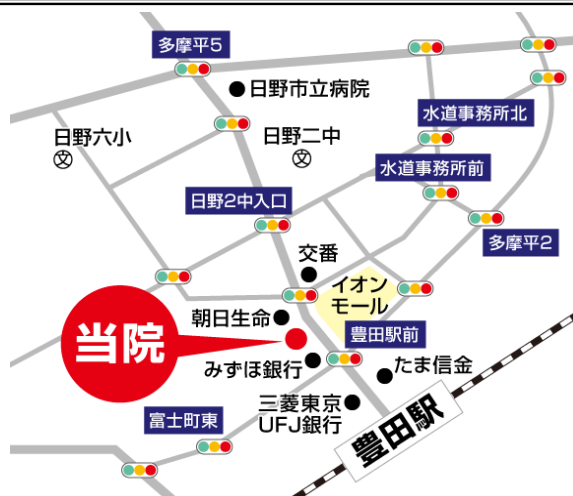 多摩平5
日野市立病院
水道事務所北
日野六小
文
日野二中
文
水道事務所前
日野2中入口
多摩平2
交番
イオン
モール
朝日生命
当院
豊田駅前
みずほ銀行
たま信金
三菱東京
UFJ銀行
富士町東
豊田駅